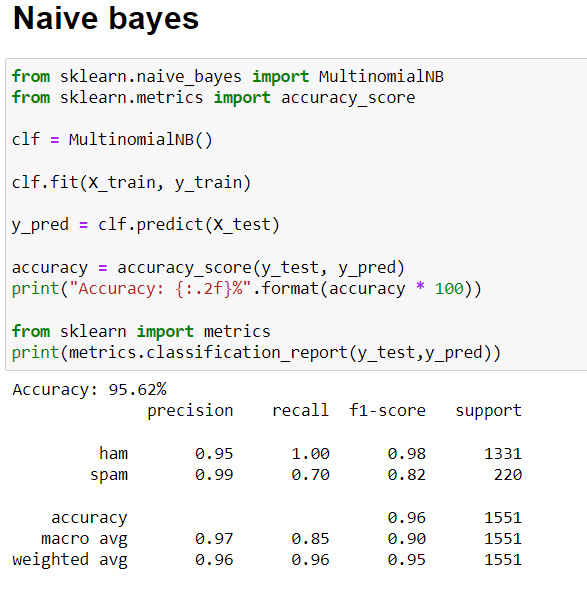 Naive bayes
from sklearn.naive_bayes import MultinomialNB
from sklearn.metrics import accuracy_score
clf = MultinomialNB()
clf.fit(X_train, y_train)
y_pred = clf.predict(X_test)
accuracy = accuracy_score(y_test, y_pred)
print("Accuracy: {:.2f}%".format(accuracy * 100))
from sklearn import metrics
print(metrics.classification_report(y_test,y_pred))
Accuracy: 95.62%
precision recall f1-score support
ham 0.95 1.00 0.98 1331
spam 0.99 0.70 0.82 220
accuracy 0.96 1551
macro avg 0.97 0.85 0.90 1551
weighted avg 0.96 0.96 0.95 1551